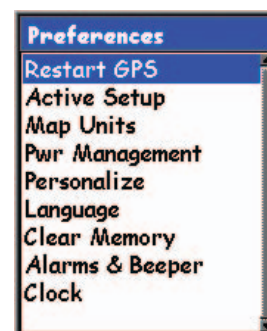 Preferences
Restart GPS
Active Setup
Map Units
Pwr Management
Personalize
Language
Clear Memory
Alarms & Beeper
Clock